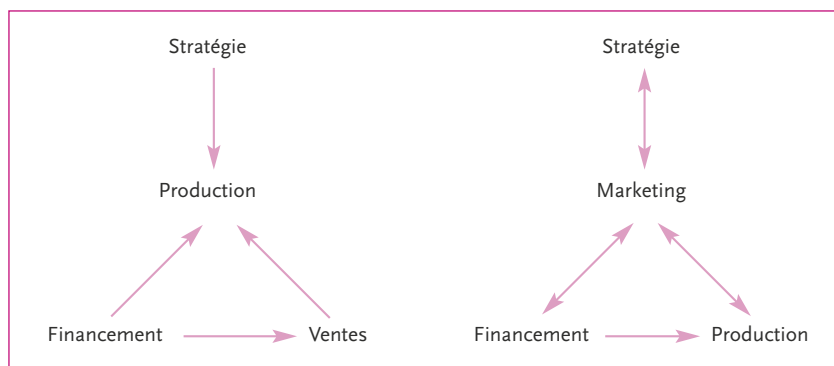 Stratégie
Stratégie
Production
Marketing
Financement
Ventes
Financement
Production